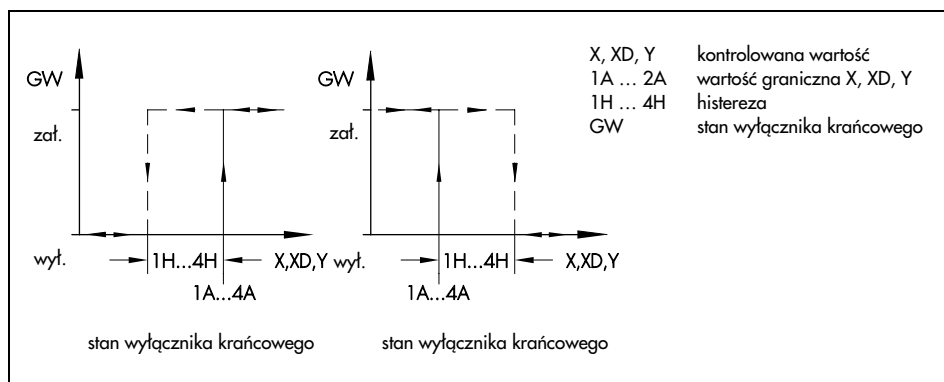 X, XD, Y kontrolowana wartość
1A ... 2A wartość graniczna X, XD, Y
1H ... 4H histereza
GW stan wyłącznika krańcowego
GW GW
zał. zał.
wył. 1H...4H X,XD,Y wył. 1H...4H X,XD,Y
1A...4A 1A...4A
stan wyłącznika krańcowego stan wyłącznika krańcowego